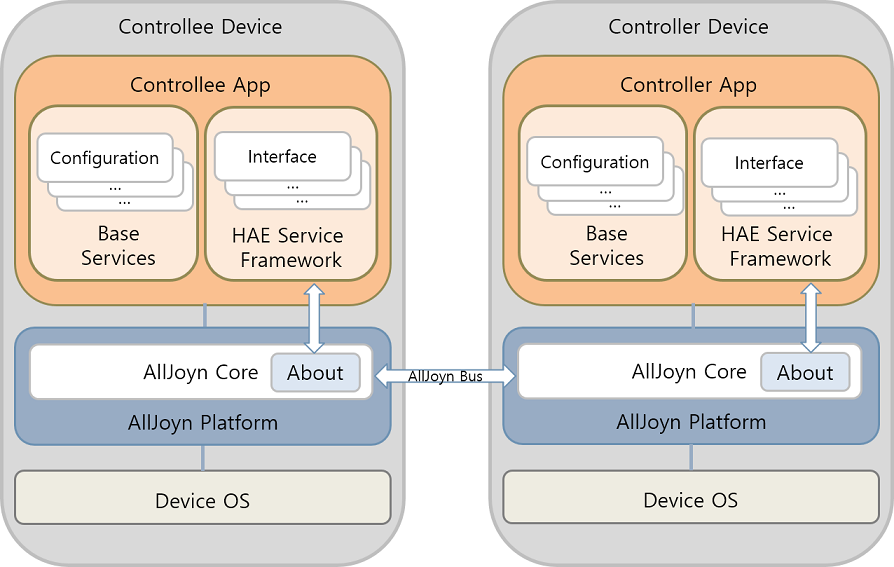 Controllee Device
Controllee App
Configuration
...
...
Base
Services
Interface
...
...
HAE Service
Framework
AllJoyn Core
About
AllJoyn Platform
Device OS
AllJoyn Bus
Controller Device
Controller App
Configuration
...
...
Base
Services
Interface
...
...
HAE Service
Framework
AllJoyn Core
About
AllJoyn Platform
Device OS